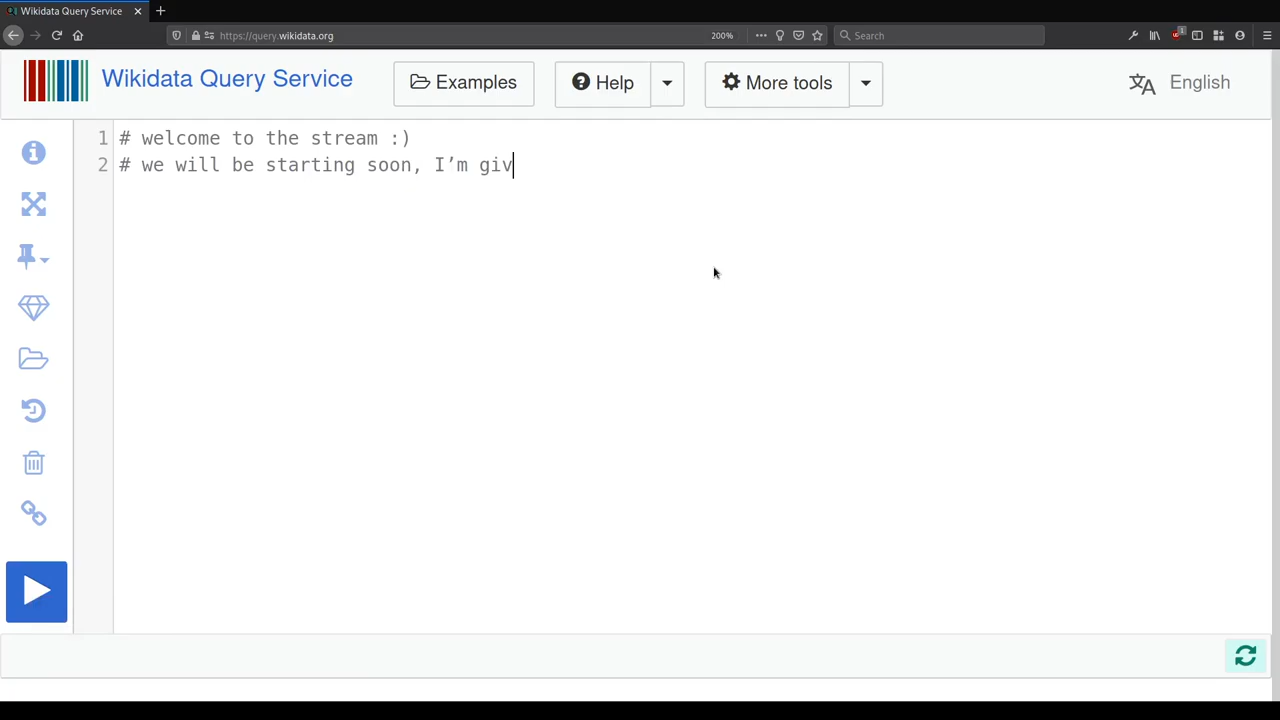 Wikidata Query Service
https://query.wikidata.org
200%
Search
1
Wikidata Query Service
Examples
Help
More tools
English
1 # welcome to the stream :)
2 # we will be starting soon, I’m giv